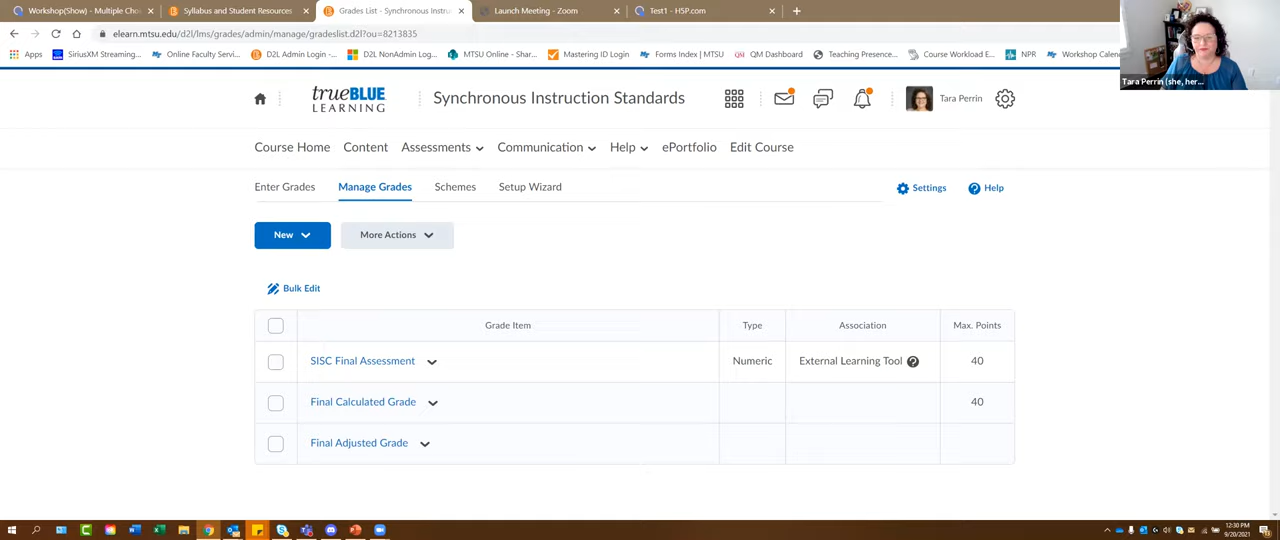 Workshop(Show) - Multiple Cho
Syllabus and Student Resources
Grades List - Synchronous Instru
Launch Meeting - Zoom
Test1 - H5P.com
elearn.mtsu.edu/d2l/lms/grades/admin/manage/gradeslist.d2l?ou=8213835
Apps
SiriusXM Streaming...
Online Faculty Servi...
D2L Admin Login -...
D2L NonAdmin Log...
MTSU Online - Shar...
Mastering ID Login
Forms Index | MTSU
QM Dashboard
Teaching Presence...
Course Workload E...
NPR
Workshop Calend
Tara Perrin (she, her...
trueBLUE
LEARNING
Synchronous Instruction Standards
Tara Perrin
Course Home
Content
Assessments
Communication
Help
ePortfolio
Edit Course
Enter Grades
Manage Grades
Schemes
Setup Wizard
Settings
Help
New
More Actions
Bulk Edit
Grade Item
Type
Association
Max. Points
SISC Final Assessment
Numeric
External Learning Tool
40
Final Calculated Grade
40
Final Adjusted Grade
12:30 PM
9/20/2021